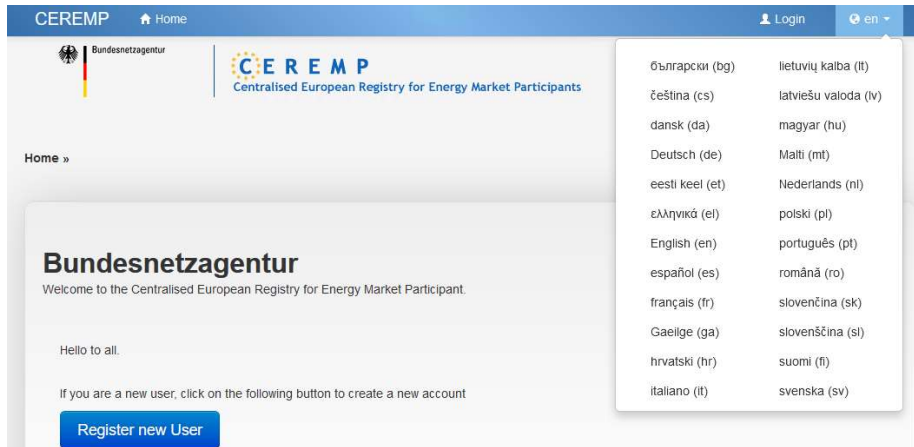 CEREMP Home Login en
Bundesnetzagentur
CEREMP
Centralised European Registry for Energy Market Participants
Home »
Bundesnetzagentur
Welcome to the Centralised European Registry for Energy Market Participant.
Hello to all.
If you are a new user, click on the following button to create a new account
Register new User
български (bg)
čeština (cs)
dansk (da)
Deutsch (de)
eesti keel (et)
ελληνικά (el)
English (en)
español (es)
français (fr)
Gaeilge (ga)
hrvatski (hr)
italiano (it)
lietuvių kalba (lt)
latviešu valoda (lv)
magyar (hu)
Malti (mt)
Nederlands (nl)
polski (pl)
português (pt)
română (ro)
slovenčina (sk)
slovenščina (sl)
suomi (fi)
svenska (sv)